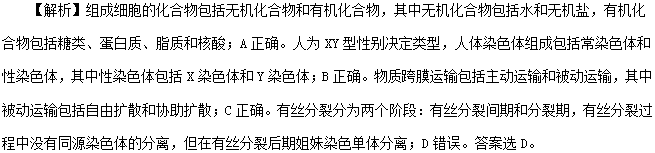 【解析】组成细胞的化合物包括无机化合物和有机化合物，其中无机化合物包括水和无机盐，有机化
合物包括糖类、蛋白质、脂质和核酸；A 正确。人为 XY 型性别决定类型，人体染色体组成包括常染色体和
性染色体，其中性染色体包括 X 染色体和 Y 染色体；B 正确。物质跨膜运输包括主动运输和被动运输，其中
被动运输包括自由扩散和协助扩散；C 正确。有丝分裂分为两个阶段：有丝分裂间期和分裂期，有丝分裂过
程中没有同源染色体的分离，但在有丝分裂后期姐妹染色单体分离；D 错误。答案选 D。